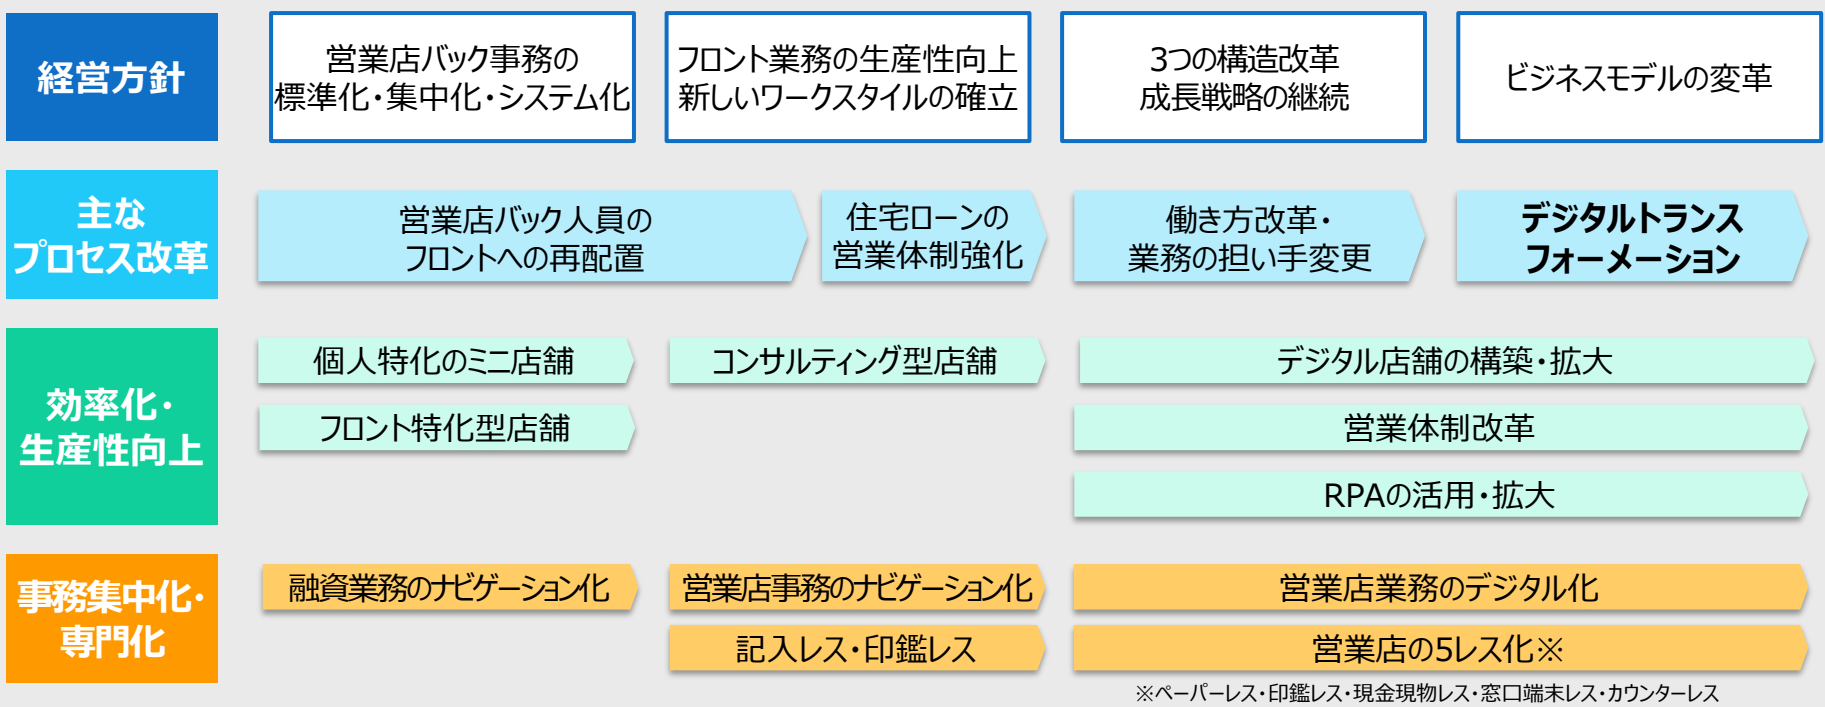 経営方針
営業店バック事務の
標準化・集中化・システム化
フロント業務の生産性向上
新しいワークスタイルの確立
3つの構造改革
成長戦略の継続
ビジネスモデルの変革
主な
プロセス改革
営業店バック人員の
フロントへの再配置
住宅ローンの
営業体制強化
働き方改革・
業務の担い手変更
デジタルトランス
フォーメーション
効率化・
生産性向上
個人特化のミニ店舗
コンサルティング型店舗
デジタル店舗の構築・拡大
フロント特化型店舗
営業体制改革
RPAの活用・拡大
事務集中化・
専門化
融資業務のナビゲーション化
営業店事務のナビゲーション化
営業店業務のデジタル化
記入レス・印鑑レス
営業店の5レス化※
※ペーパーレス・印鑑レス・現金現物レス・窓口端末レス・カウンターレス